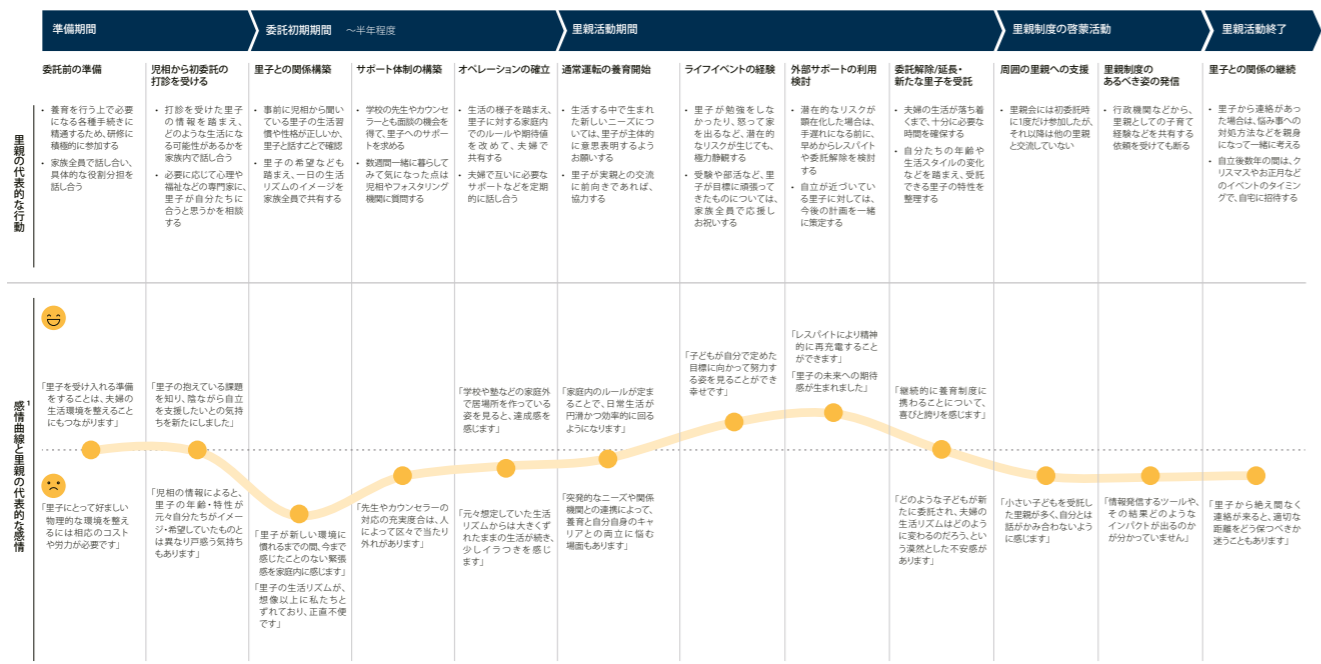 準備期間
委託初期期間 ～半年程度
里親活動期間
里親制度の啓蒙活動
里親活動終了
里親の代表的な行動
委託前の準備
• 養育を行う上で必要
になる各種手続きに
精通するため、研修に
積極的に参加する
• 家族全員で話し合い、
具体的な役割分担を
話し合う
児相から初委託の
打診を受ける
• 打診を受けた里子
の情報を踏まえ、
どのような生活にな
る可能性があるかを
家族内で話し合う
• 必要に応じて心理や
福祉などの専門家に、
里子が自分たちに
合うと思うかを相談
する
里子との関係構築
• 事前に児相から聞い
ている里子の生活習
慣や性格が正しいか、
里子と話すことで確認
• 里子の希望なども
踏まえ、一日の生活
リズムのイメージを
家族全員で共有する
サポート体制の構築
• 学校の先生やカウンセ
ラーとも面談の機会を
得て、里子へのサポー
トを求める
• 数週間一緒に暮らして
みて気になった点は
児相やフォスタリング
機関に質問する
オペレーションの確立
• 生活の様子を踏まえ、
里子に対する家庭内
でのルールや期待値
を改めて、夫婦で
共有する
• 夫婦で互いに必要な
サポートなどを定期
的に話し合う
通常運転の養育開始
• 生活する中で生まれ
た新しいニーズにつ
いては、里子が主体的
に意思表明するよう
お願いする
• 里子が実親との交流
に前向きであれば、
協力する
ライフイベントの経験
• 里子が勉強をしな
かったり、怒って家
を出るなど、潜在的
なリスクが生じても、
極力静観する
• 受験や部活など、里
子が目標に頑張って
きたものについては、
家族全員で応援し
お祝いする
外部サポートの利用
検討
• 潜在的なリスクが
顕在化した場合は、
手遅れになる前に、
早めからレスパイト
や委託解除を検討
する
• 自立が近づいてい
る里子に対しては、
今後の計画を一緒
に策定する
委託解除/延長・
新たな里子を受託
• 夫婦の生活が落ち着
くまで、十分に必要な
時間を確保する
• 自分たちの年齢や
生活スタイルの変化
などを踏まえ、受託
できる里子の特性を
整理する
周囲の里親への支援
• 里親会には初委託時
に1度だけ参加したが、
それ以降は他の里親
と交流していない
里親制度の
あるべき姿の発信
• 行政機関などから、
里親としての子育て
経験などを共有する
依頼を受けても断る
里子との関係の継続
• 里子から連絡があっ
た場合は、悩み事への
対処方法などを親身
になって一緒に考える
• 自立後数年の間は、ク
リスマスやお正月など
のイベントのタイミン
グで、自宅に招待する
感情曲線と里親の代表的な感情1
「里子を受け入れる準備
をすることは、夫婦の
生活環境を整えること
にもつながります」
「里子にとって好ましい
物理的な環境を整え
るには相応のコスト
や労力が必要です」
「里子の抱えている課題
を知り、陰ながら自立
を支援したいとの気持
ちを新たにしました」
「児相の情報によると、
里子の年齢・特性が
元々自分たちがイメー
ジ・希望していたものと
は異なり戸惑う気持ち
もあります」
「里子が新しい環境に
慣れるまでの間、今まで
感じたことのない緊張
感を家庭内に感じます」
「里子の生活リズムが、
想像以上に私たちと
ずれており、正直不便
です」
「先生やカウンセラーの
対応の充実度合は、人
によって区々で当たり
外れがあります」
「学校や塾などの家庭外
で居場所を作っている
姿を見ると、達成感を
感じます」
「元々想定していた生活
リズムからは大きくず
れたままの生活が続き、
少しイラつきを感じ
ます」
「家庭内のルールが定ま
ることで、日常生活が
円滑かつ効率的に回る
ようになります」
「突発的なニーズや関係
機関との連携によって、
養育と自分自身のキャ
リアとの両立に悩む
場面もあります」
「子どもが自分で定めた
目標に向かって努力す
る姿を見ることができ
幸せです」
「レスパイトにより精神
的に再充電すること
ができます」
「里子の未来への期待
感が生まれました」
「継続的に養育制度に
携わることについて、
喜びと誇りを感じます」
「どのような子どもが新
たに委託され、夫婦の
生活リズムはどのよう
に変わるのだろう、とい
う漠然とした不安感が
あります」
「小さい子どもを受託し
た里親が多く、自分とは
話がかみ合わないよう
に感じます」
「情報発信するツールや、
その結果どのような
インパクトが出るのか
が分かっていません」
「里子から絶え間なく
連絡が来ると、適切な
距離をどう保つべきか
迷うこともあります」